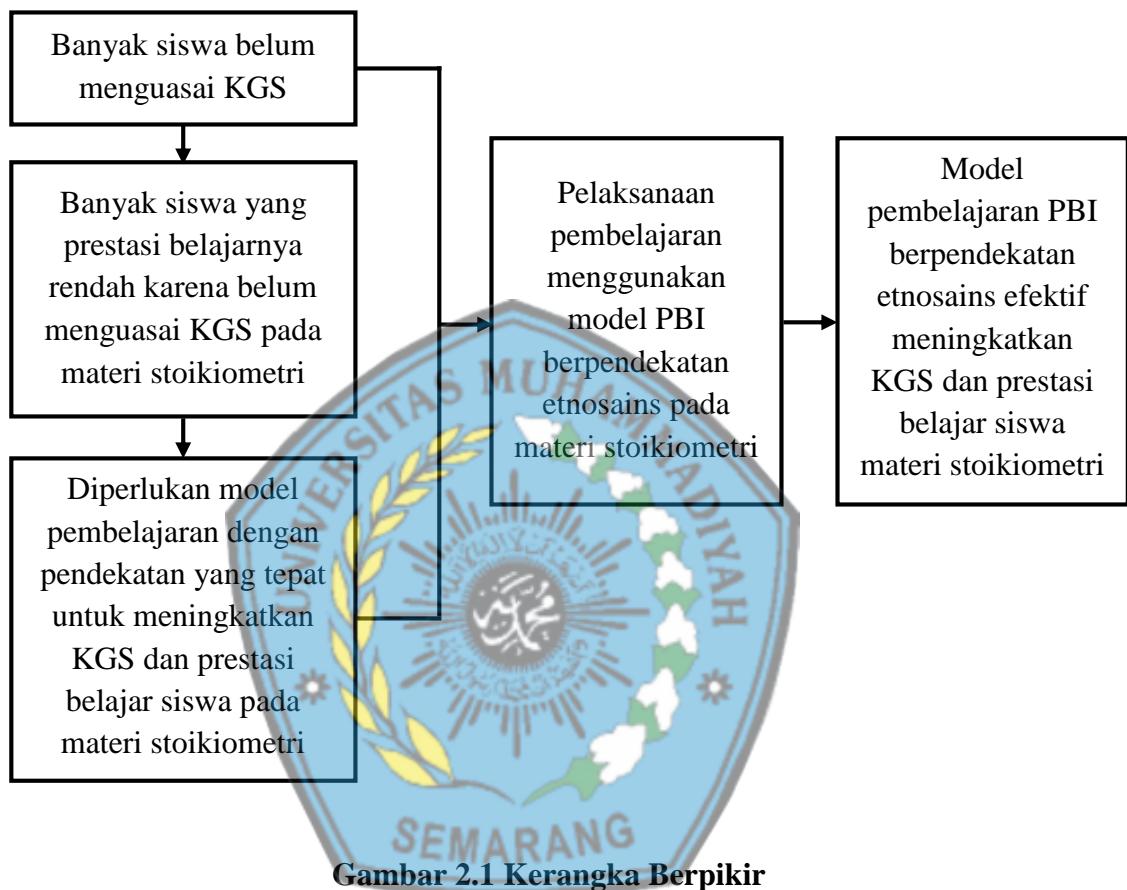 Banyak siswa belum
menguasai KGS
Banyak siswa yang
prestasi belajarnya
rendah karena belum
menguasai KGS pada
materi stoikiometri
Diperlukan model
pembelajaran dengan
pendekatan yang tepat
untuk meningkatkan
KGS dan prestasi
belajar siswa pada
materi stoikiometri
Pelaksanaan
pembelajaran
menggunakan
model PBI
berpendekatan
etnosains pada
materi stoikiometri
Model
pembelajaran PBI
berpendekatan
etnosains efektif
meningkatkan
KGS dan prestasi
belajar siswa
materi stoikiometri
UNIVERSITAS MUHAMMADIYAH
SEMARANG
Gambar 2.1 Kerangka Berpikir